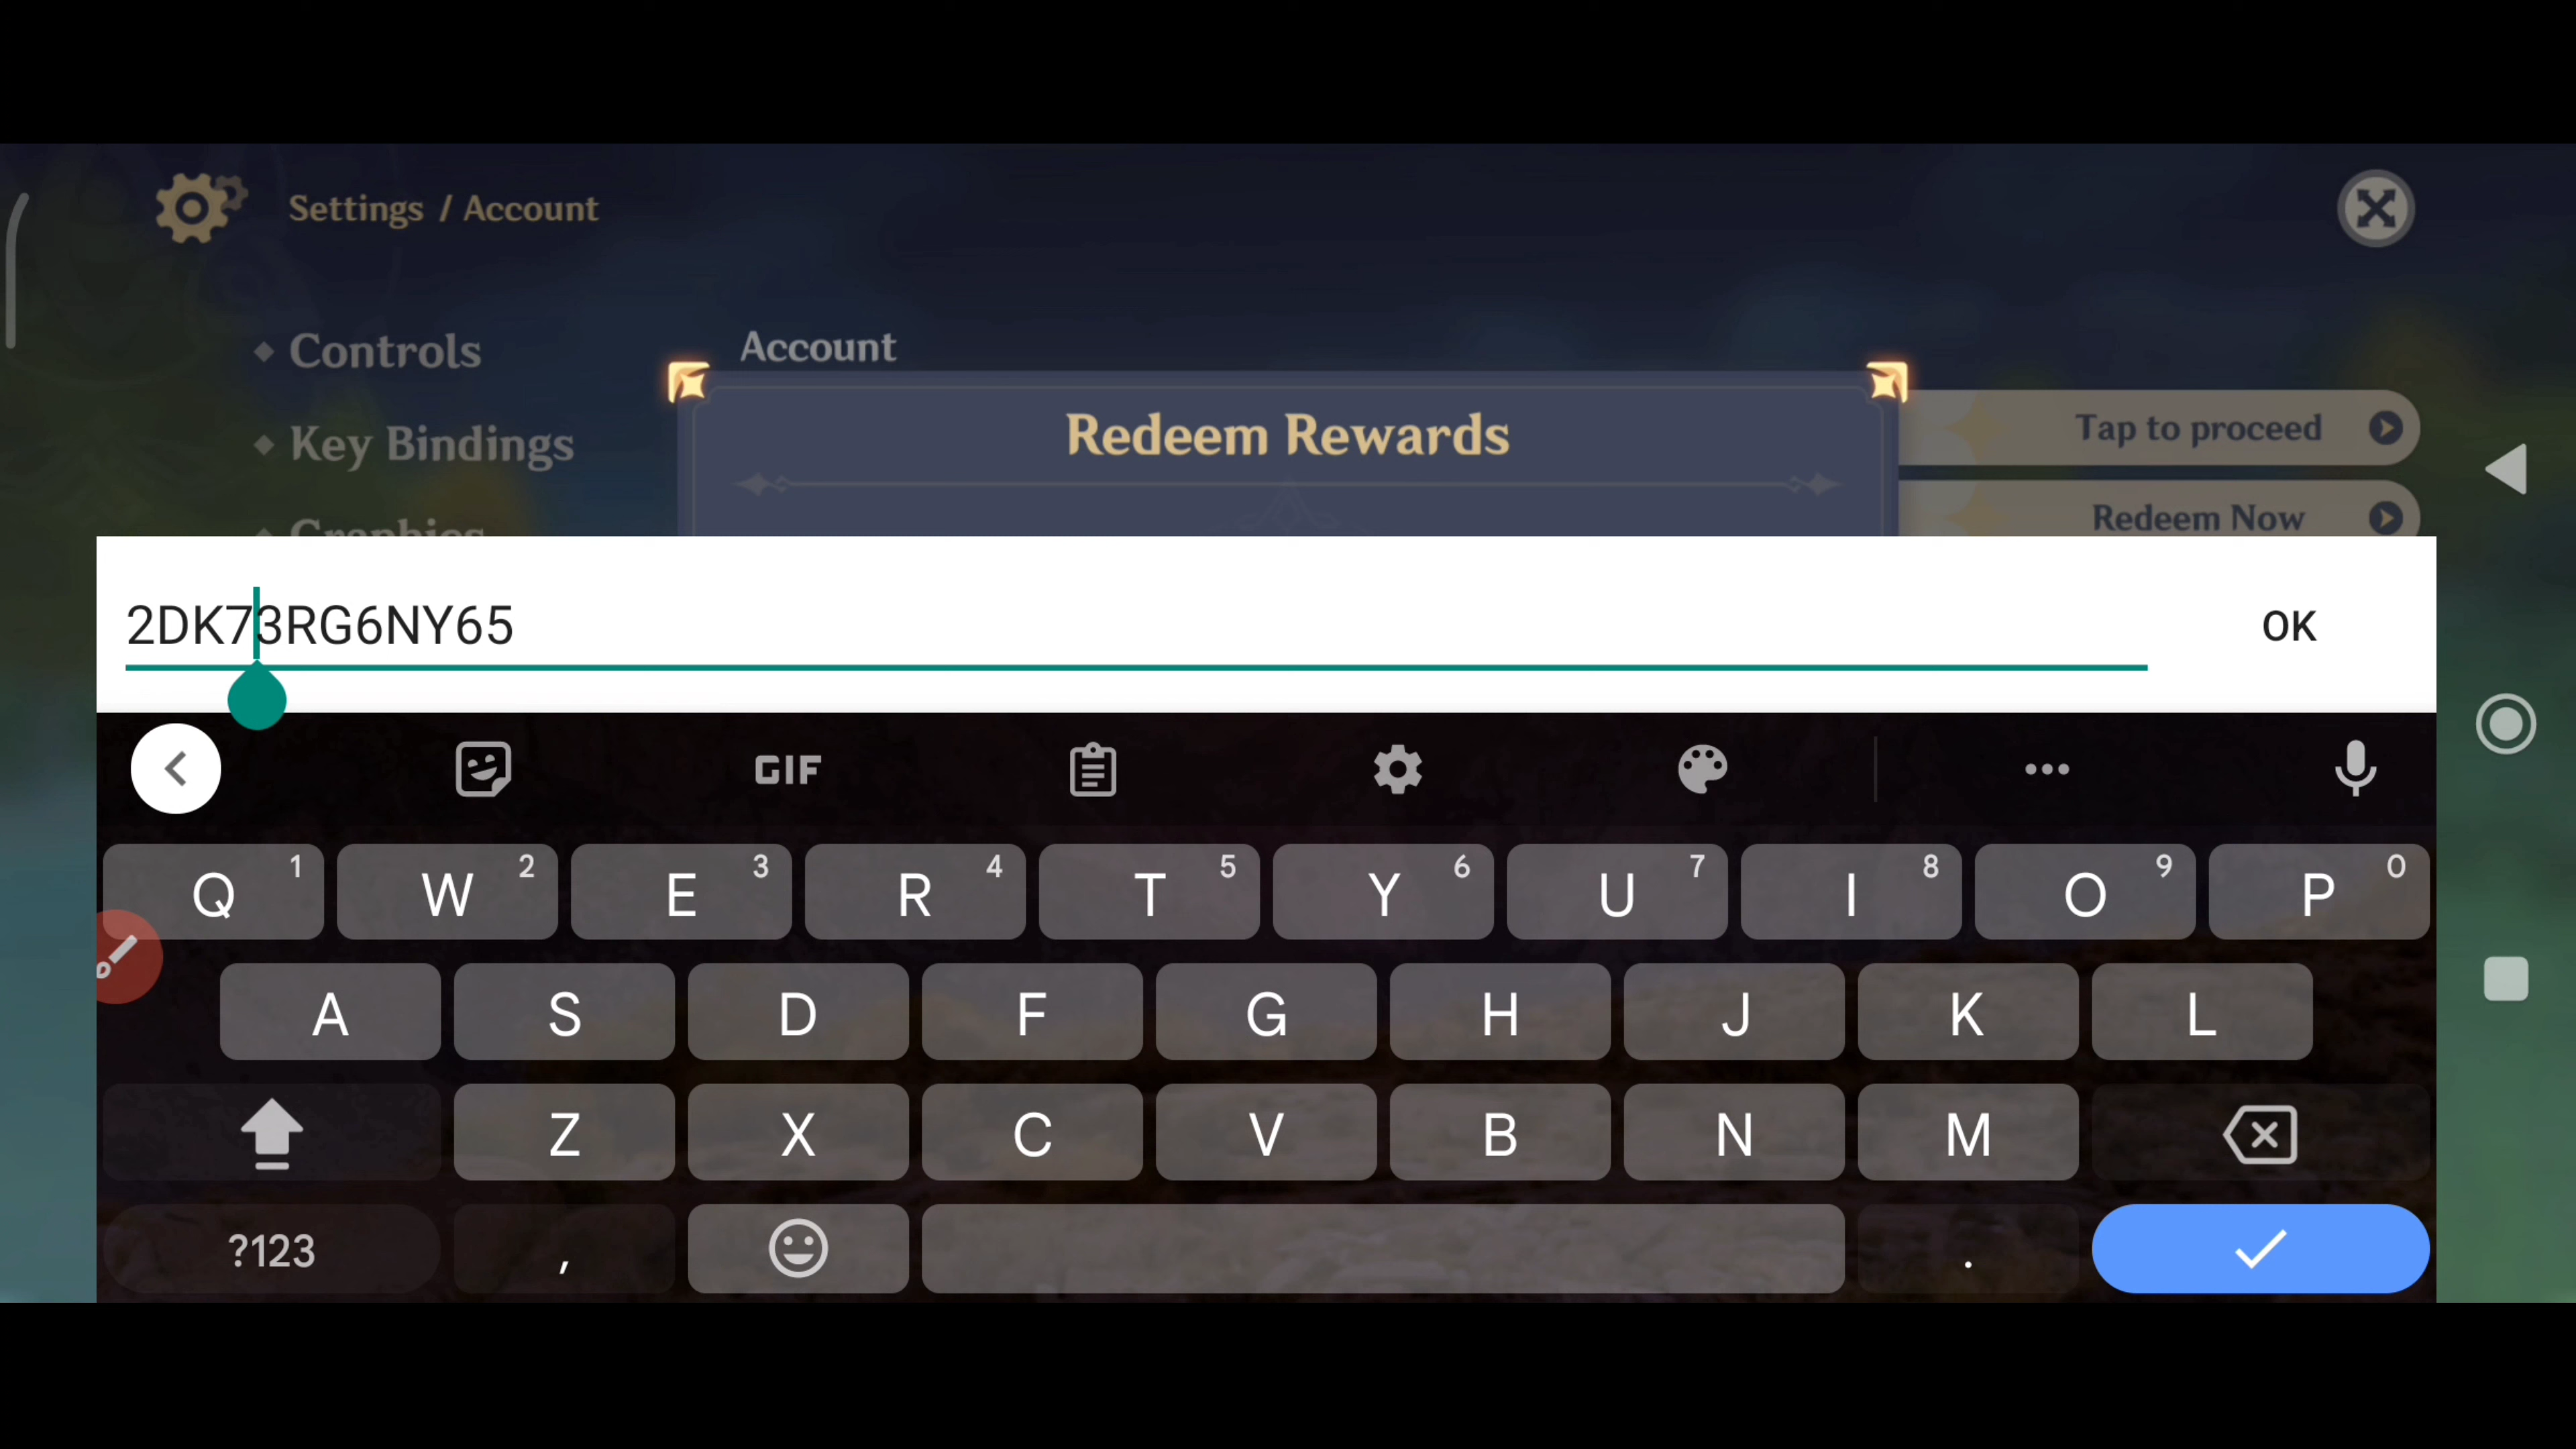 Settings / Account
Controls
Account
Key Bindings
Redeem Rewards
Tap to proceed
Graphics
Redeem Now
2DK73RG6NY65
OK
GIF
Q 1 W 2 E 3 R 4 T 5 Y 6 U 7 I 8 O 9 P 0
A S D F G H J K L
Z X C V B N M
?123 , .